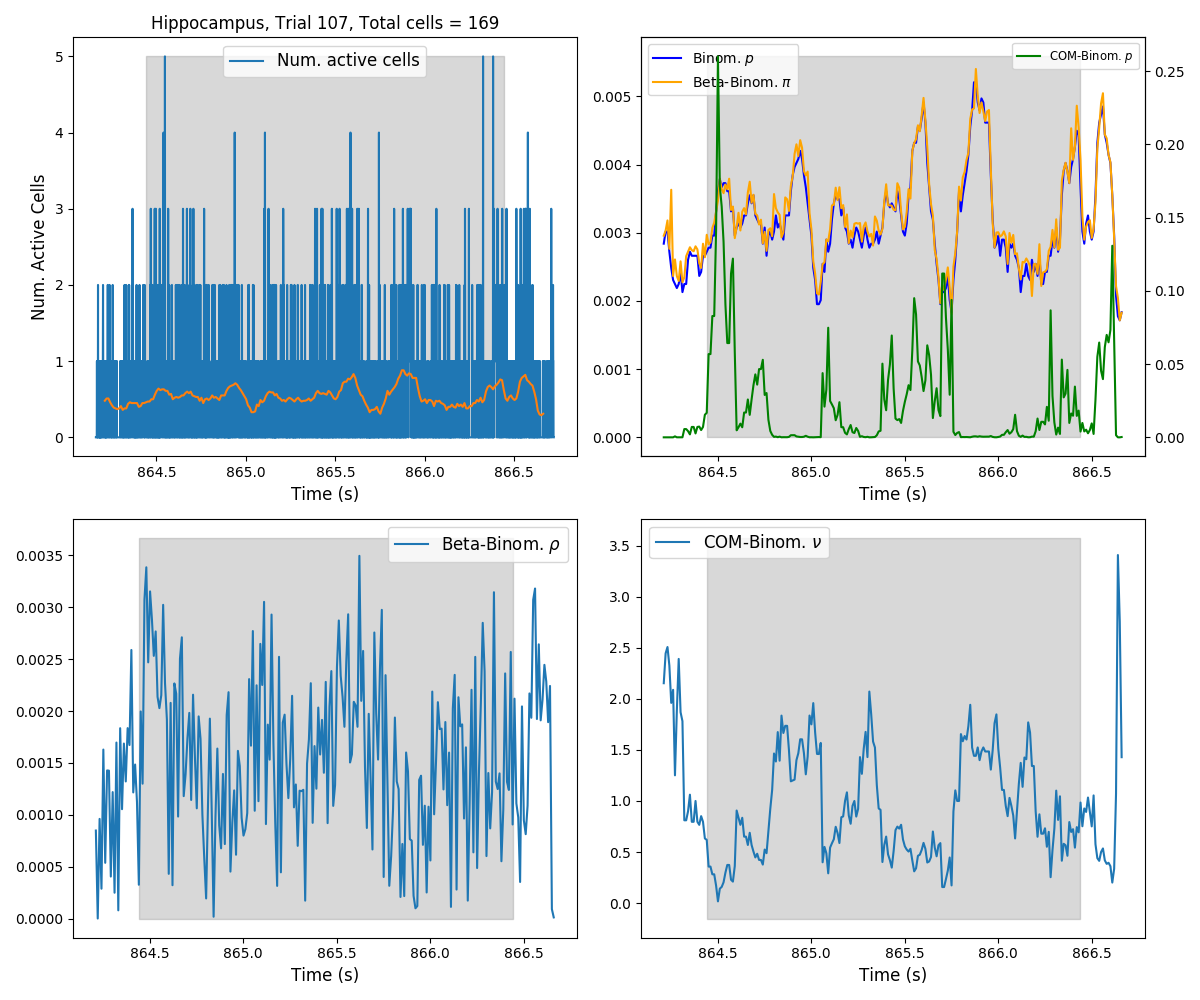 Hippocampus, Trial 107, Total cells = 169
Num. active cells
Num. Active Cells
5
4
3
2
1
0
864.5 865.0 865.5 866.0 866.5
Time (s)
Binom. p
Beta-Binom. π
COM-Binom. p
0.005
0.004
0.003
0.002
0.001
0.000
0.25
0.20
0.15
0.10
0.05
0.00
864.5 865.0 865.5 866.0 866.5
Time (s)
Beta-Binom. ρ
0.0035
0.0030
0.0025
0.0020
0.0015
0.0010
0.0005
0.0000
864.5 865.0 865.5 866.0 866.5
Time (s)
COM-Binom. ν
3.5
3.0
2.5
2.0
1.5
1.0
0.5
0.0
864.5 865.0 865.5 866.0 866.5
Time (s)